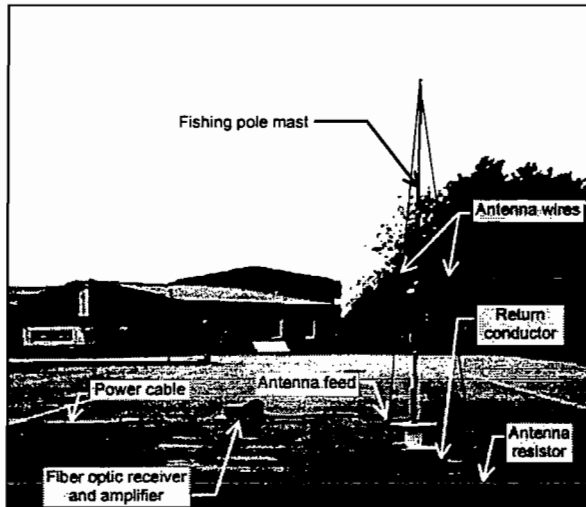 Fishing pole mast
Antenna wires
Return
conductor
Power cable
Antenna feed
Antenna
resistor
Fiber optic receiver
and amplifier